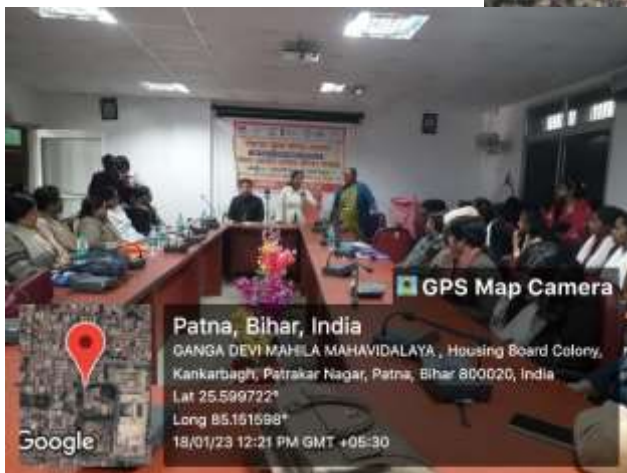 GPS Map Camera
Patna, Bihar, India
GANGA DEVI MAHILA MAHAVIDALAYA , Housing Board Colony,
Kankarbagh, Patrakar Nagar, Patna, Bihar 800020, India
Lat 25.599722°
Long 85.151598°
18/01/23 12:21 PM GMT +05:30
Google